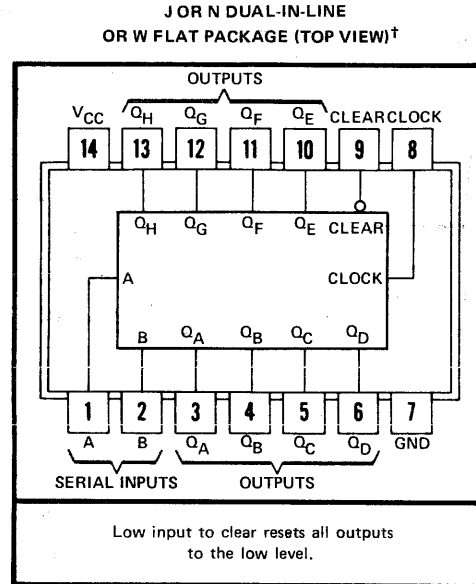 J OR N DUAL-IN-LINE
OR W FLAT PACKAGE (TOP VIEW)†
OUTPUTS
VCC QH QG QF QE CLEAR CLOCK
14 13 12 11 10 9 8
QH QG QF QE CLEAR
A CLOCK
B QA QB QC QD
1 2 3 4 5 6 7
A B QA QB QC QD GND
SERIAL INPUTS OUTPUTS
Low input to clear resets all outputs
to the low level.